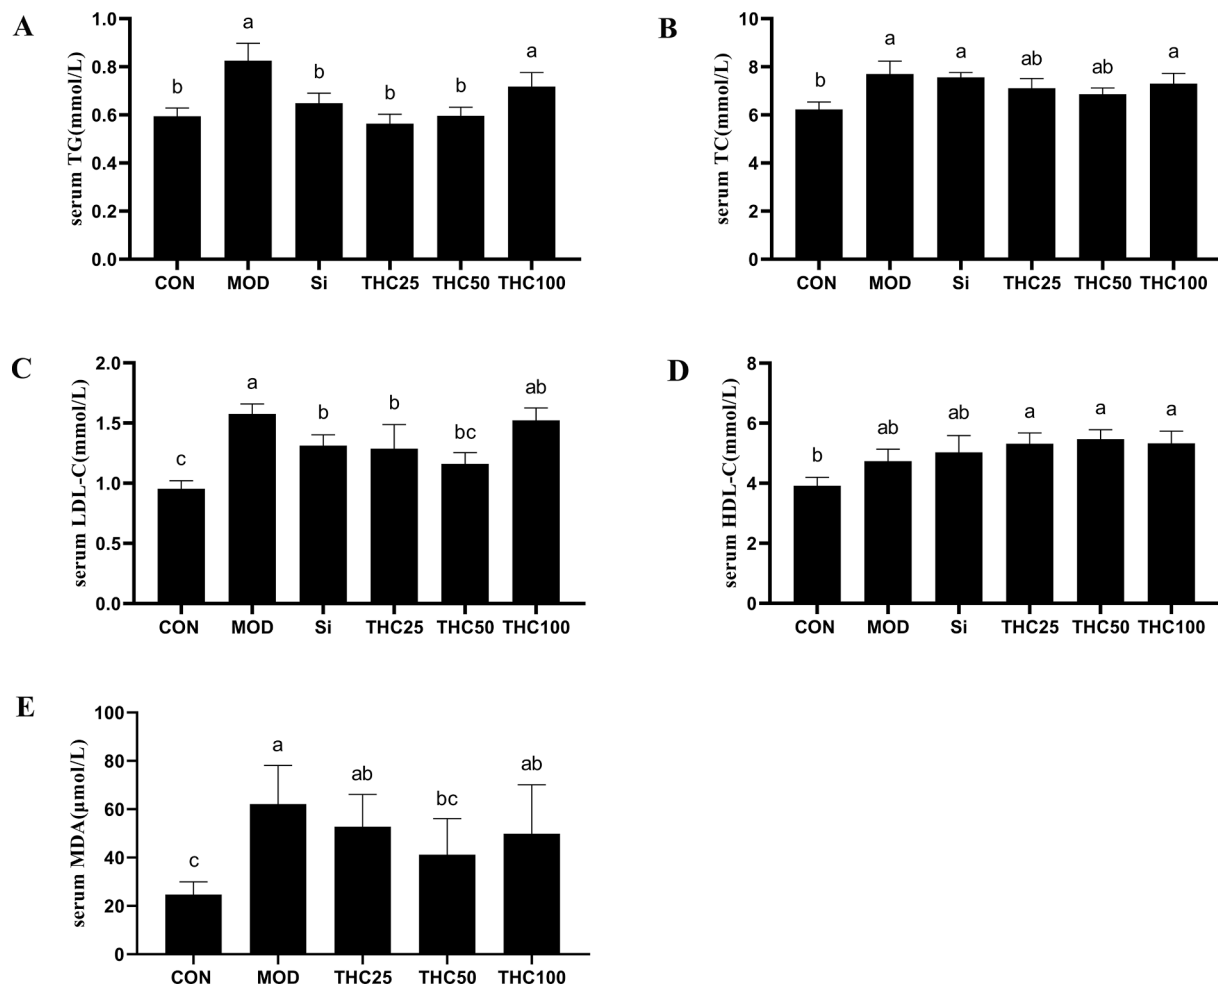 A
serum TG(mmol/L)
1.0
0.8
0.6
0.4
0.2
0.0
b
a
b
b
b
a
CON MOD Si THC25 THC50 THC100
B
serum TC(mmol/L)
10
8
6
4
2
0
b
a
a
ab
ab
a
CON MOD Si THC25 THC50 THC100
C
serum LDL-C(mmol/L)
2.0
1.5
1.0
0.5
0.0
c
a
b
b
bc
ab
CON MOD Si THC25 THC50 THC100
D
serum HDL-C(mmol/L)
8
6
4
2
0
b
ab
ab
a
a
a
CON MOD Si THC25 THC50 THC100
E
serum MDA(μmol/L)
100
80
60
40
20
0
c
a
ab
bc
ab
CON MOD THC25 THC50 THC100